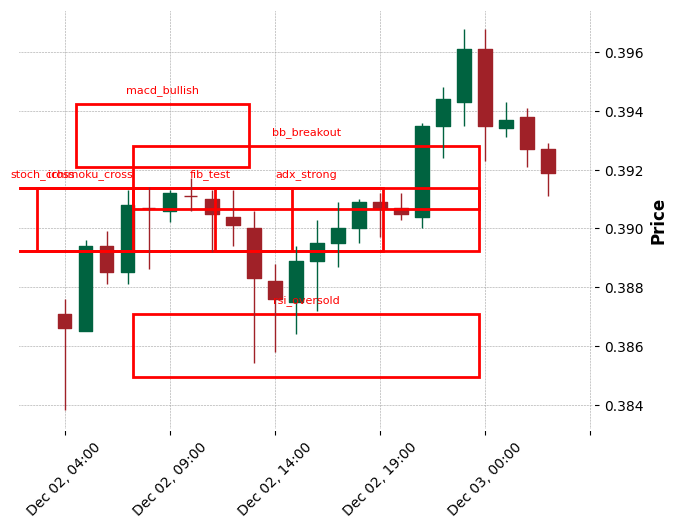 macd_bullish
bb_breakout
stoch_cross
ichimoku_cross
fib_test
adx_strong
rsi_oversold
0.396
0.394
0.392
0.390
0.388
0.386
0.384
Price
Dec 02, 04:00
Dec 02, 09:00
Dec 02, 14:00
Dec 02, 19:00
Dec 03, 00:00